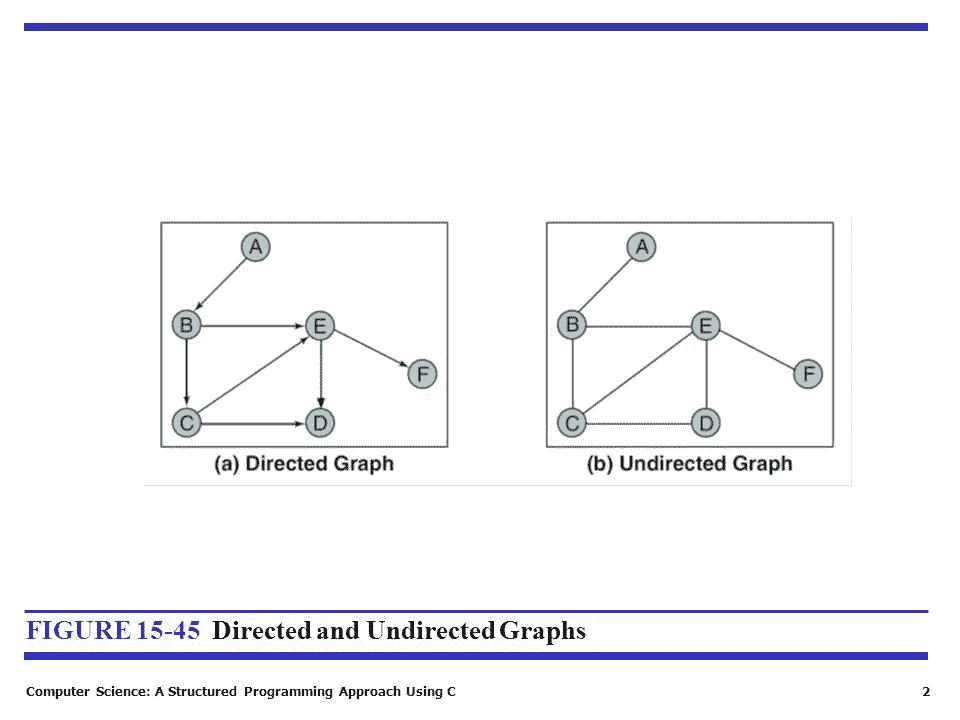 A
B
E
F
C
D
(a) Directed Graph
A
B
E
F
C
D
(b) Undirected Graph
FIGURE 15-45 Directed and Undirected Graphs
Computer Science: A Structured Programming Approach Using C
2